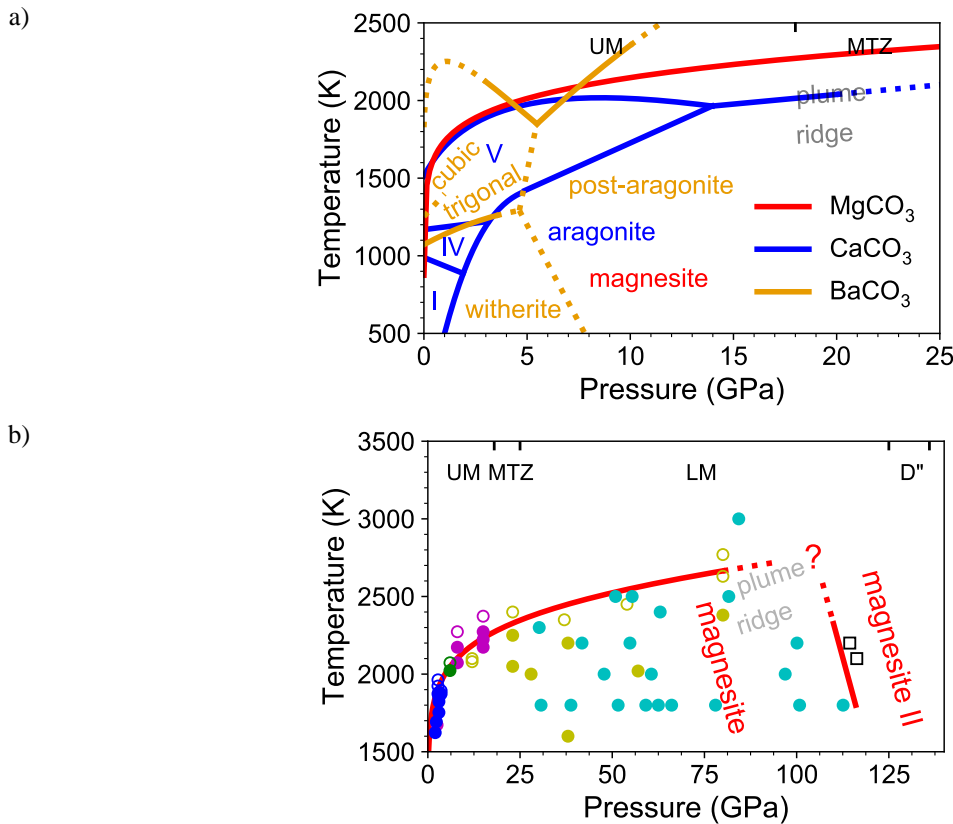 a)
2500
2000
1500
1000
500
Temperature (K)
UM
MTZ
plume
ridge
cubic
V
trigonal
post-aragonite
IV
aragonite
I
magnesite
witherite
MgCO3
CaCO3
BaCO3
0
5
10
15
20
25
Pressure (GPa)
b)
3500
3000
2500
2000
1500
Temperature (K)
UM MTZ
LM
D"
?
plume
ridge
magnesite
magnesite II
0
25
50
75
100
125
Pressure (GPa)